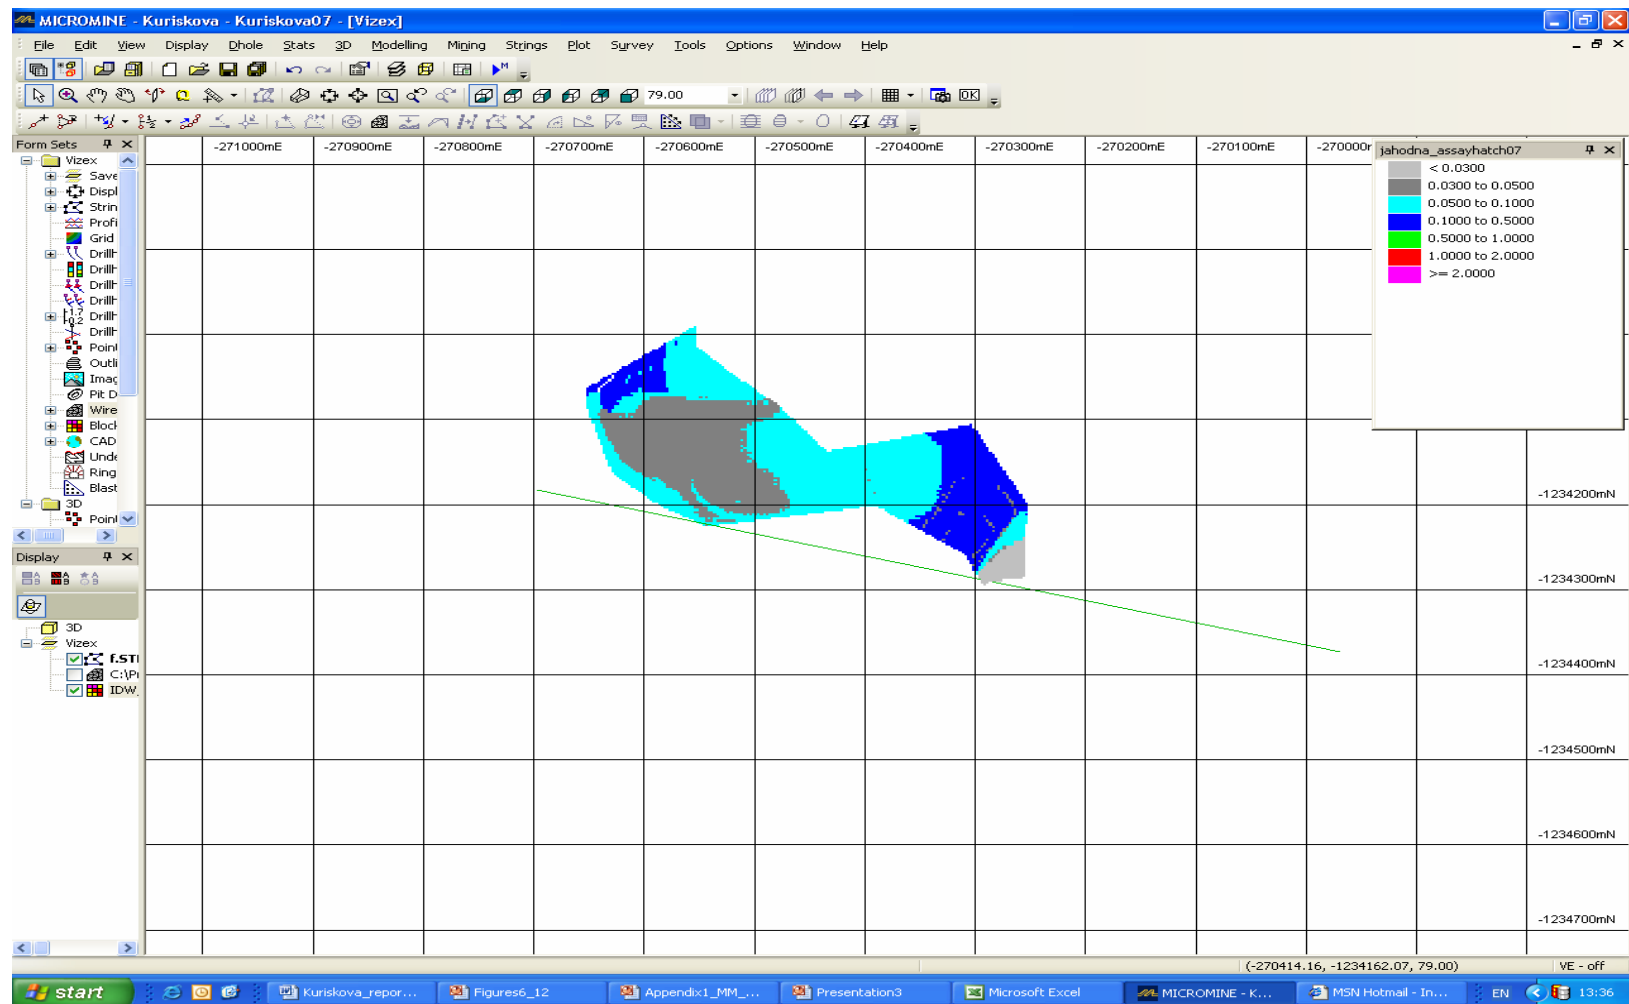 MICROMINE - Kuriskova - Kuriskova07 - [Vizex]
File Edit View Display Dhole Stats 3D Modelling Mining Strings Plot Survey Tools Options Window Help
79.00
OK
Form Sets
Vizex
Save
Displ
Strin
Profi
Grid
Drillh
Drillh
Drillh
Drillh
Drillh
Drillh
Point
Outli
Imag
Pit D
Wire
Block
CAD
Unde
Ring
Blast
3D
Point
Display
3D
Vizex
f.STI
C:\P
IDW_
-271000mE -270900mE -270800mE -270700mE -270600mE -270500mE -270400mE -270300mE -270200mE -270100mE -270000m
jahodna_assayhatch07
< 0.0300
0.0300 to 0.0500
0.0500 to 0.1000
0.1000 to 0.5000
0.5000 to 1.0000
1.0000 to 2.0000
>= 2.0000
-1234200mN
-1234300mN
-1234400mN
-1234500mN
-1234600mN
-1234700mN
(-270414.16, -1234162.07, 79.00) VE - off
start Kuriskova_repor... Figures6_12 Appendix1_MM_... Presentation3 Microsoft Excel MICROMINE - K... MSN Hotmail - In... EN 13:36